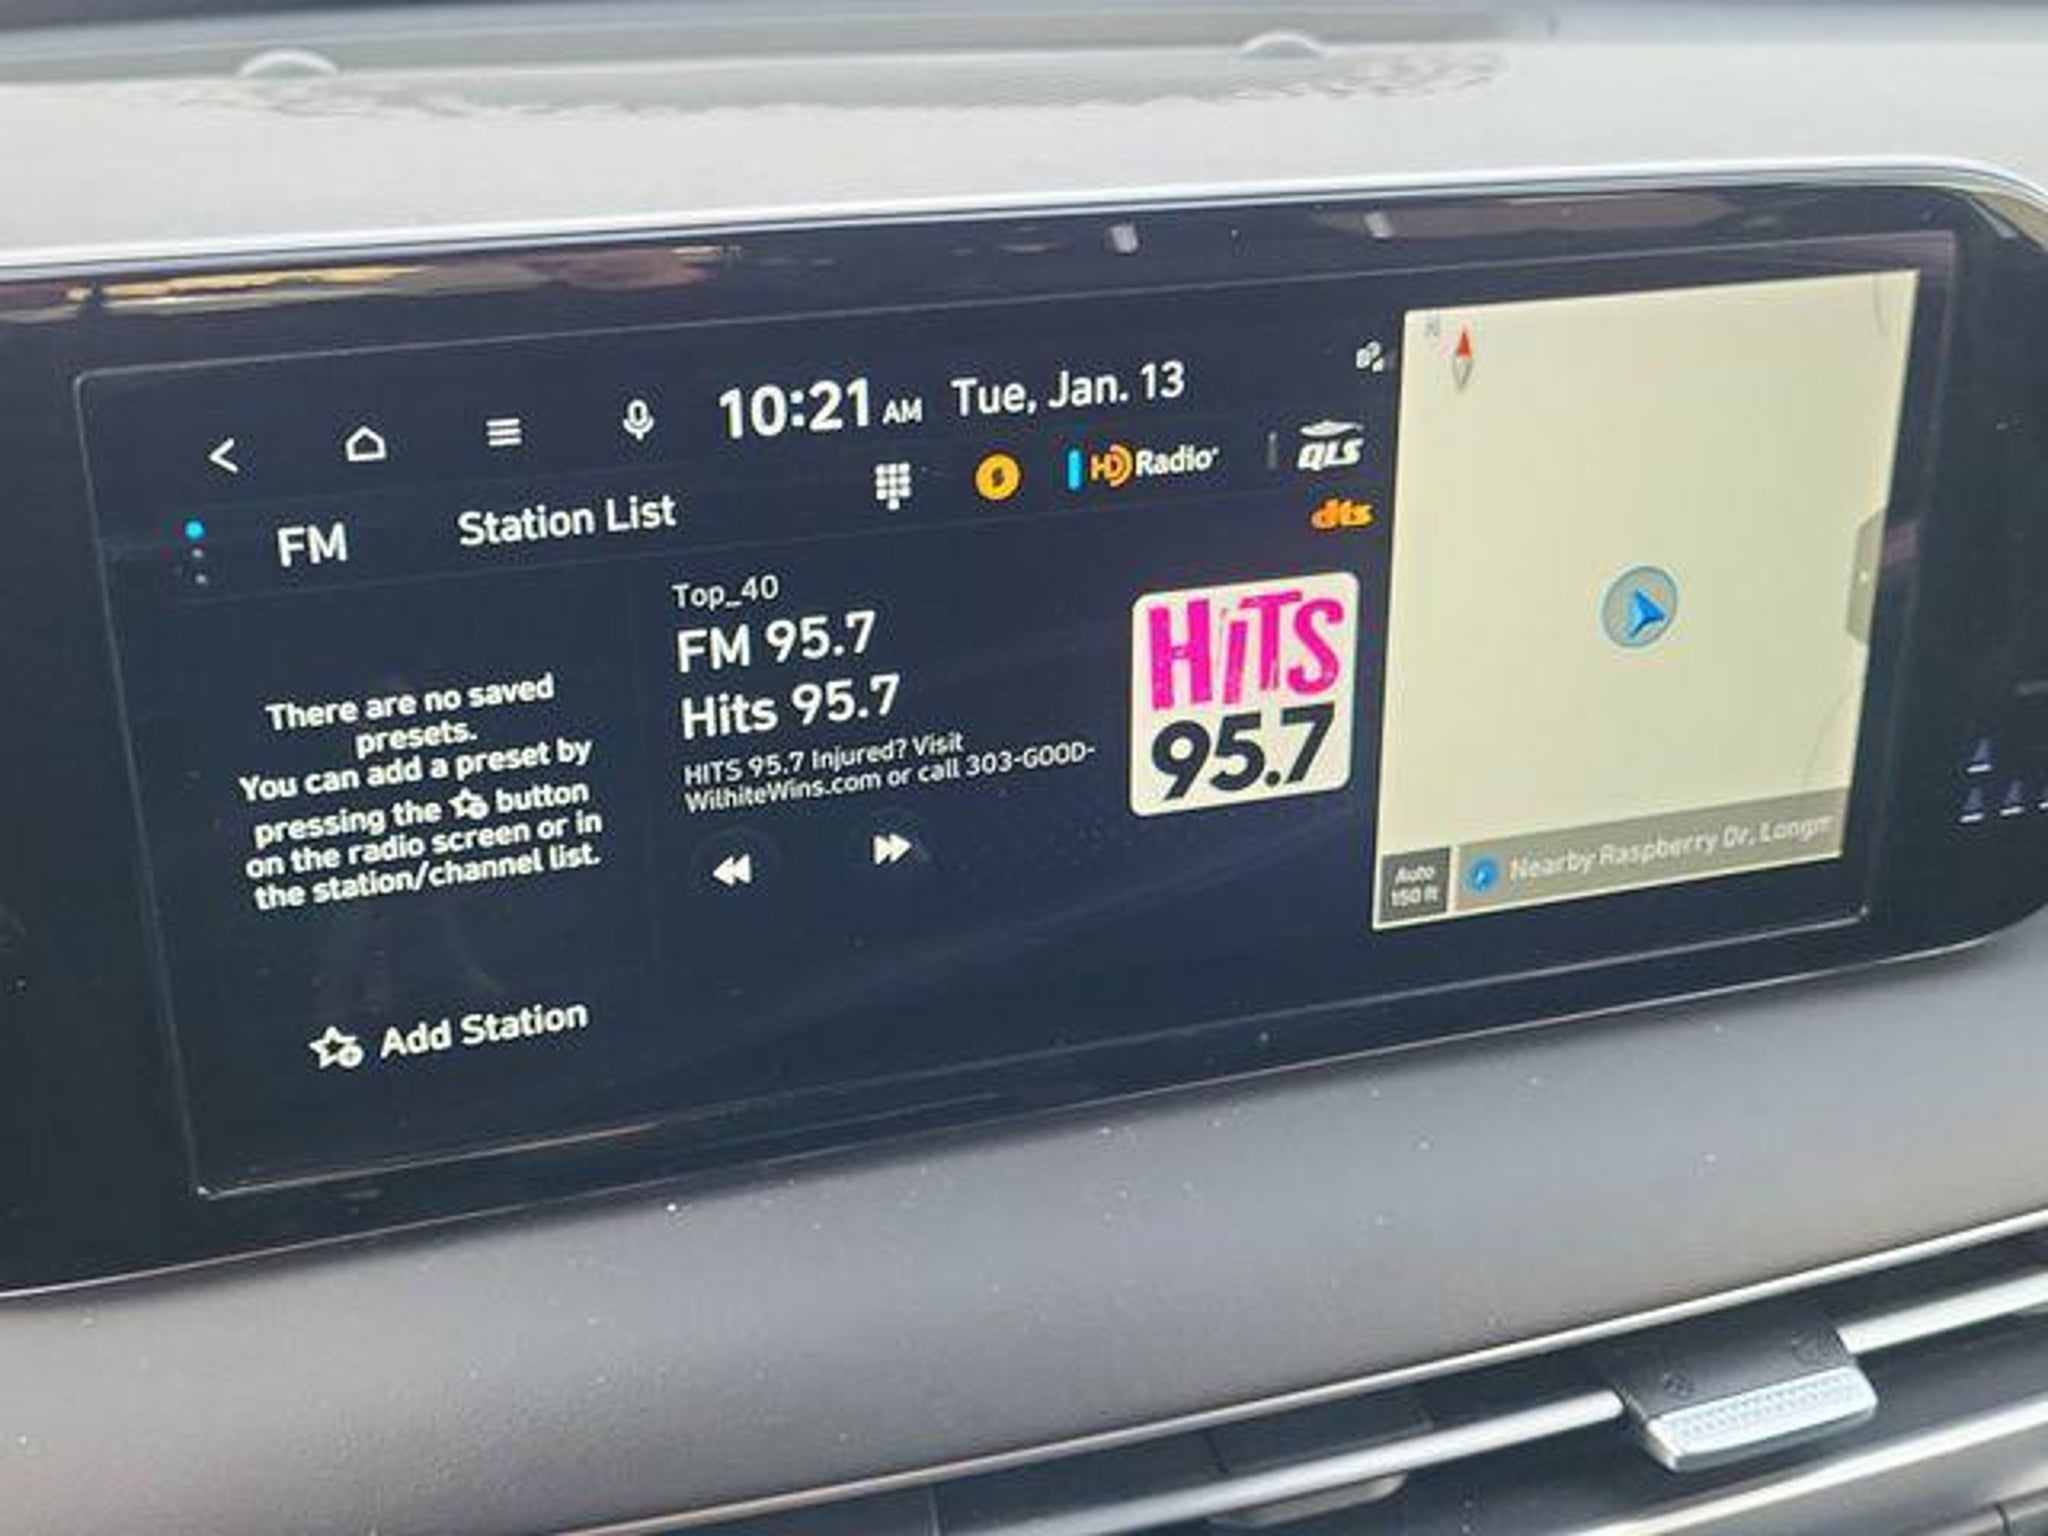 10:21 AM Tue, Jan. 13
FM
Station List
HD Radio
QLS
dts
There are no saved
presets.
You can add a preset by
pressing the button
on the radio screen or in
the station/channel list.
Add Station
Top_40
FM 95.7
Hits 95.7
HITS 95.7 Injured? Visit
WilhiteWins.com or call 303-GOOD-
HiTS
95.7
Auto
150 ft
Nearby Raspberry Dr, Longm